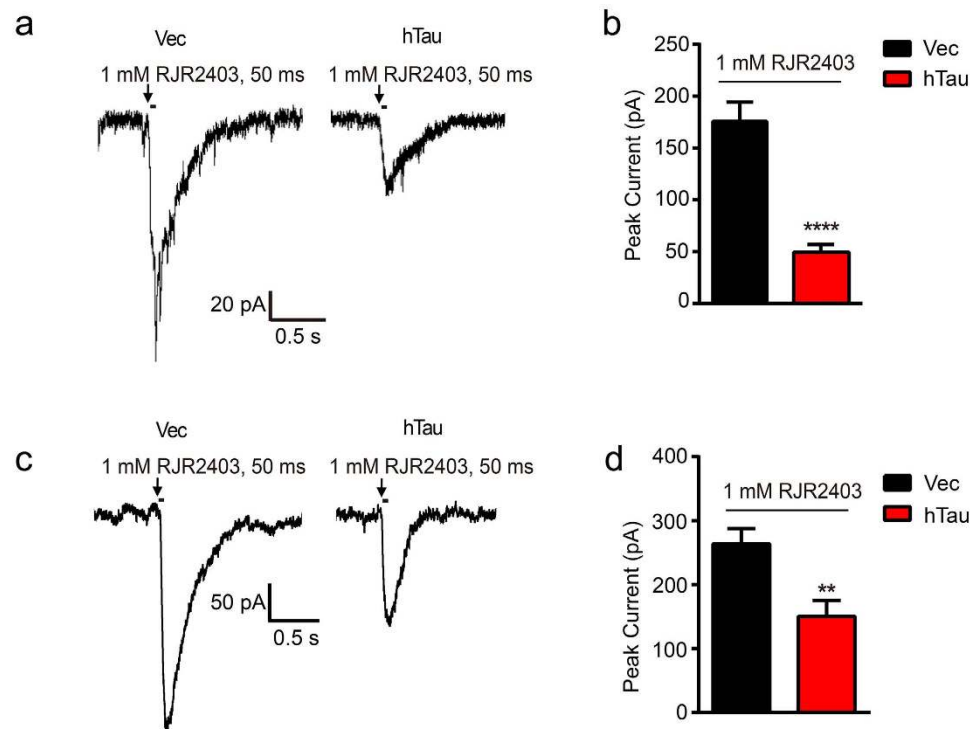 a
Vec
hTau
1 mM RJR2403, 50 ms
1 mM RJR2403, 50 ms
20 pA
0.5 s
b
250
200
150
100
50
0
Peak Current (pA)
1 mM RJR2403
****
Vec
hTau
c
Vec
hTau
1 mM RJR2403, 50 ms
1 mM RJR2403, 50 ms
50 pA
0.5 s
d
400
300
200
100
0
Peak Current (pA)
1 mM RJR2403
**
Vec
hTau